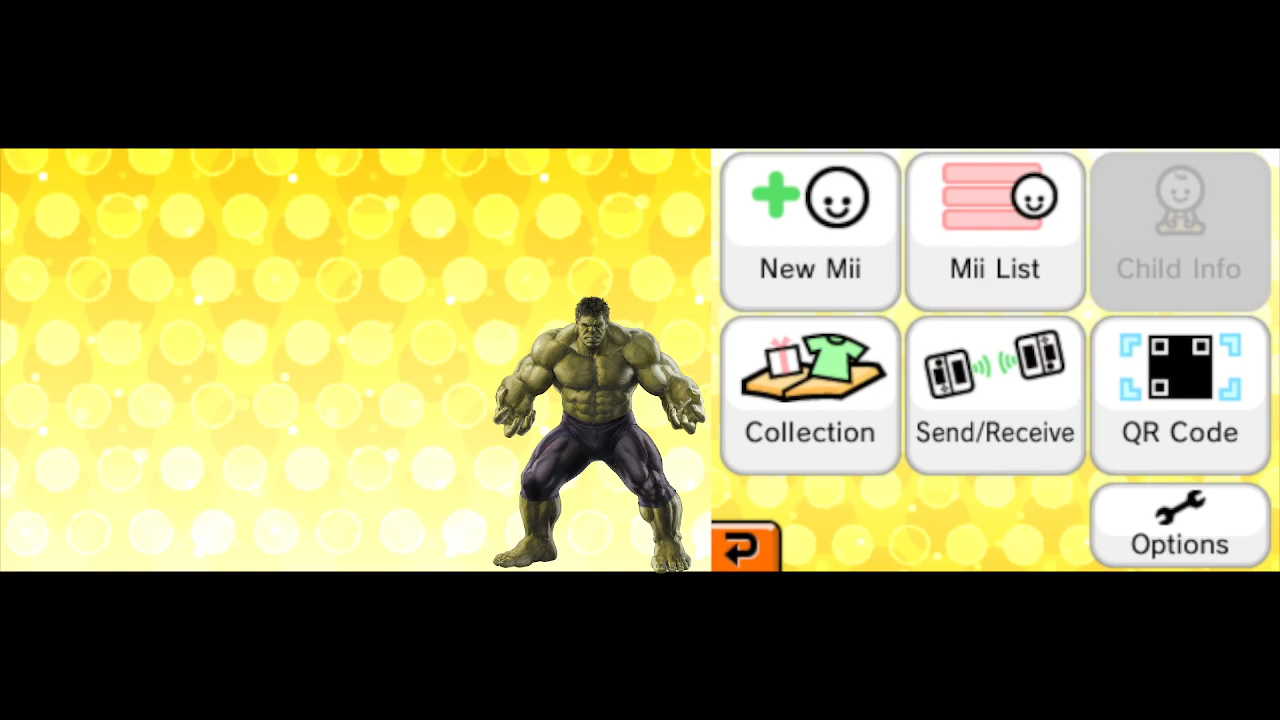 New Mii
Mii List
Child Info
Collection
Send/Receive
QR Code
Options